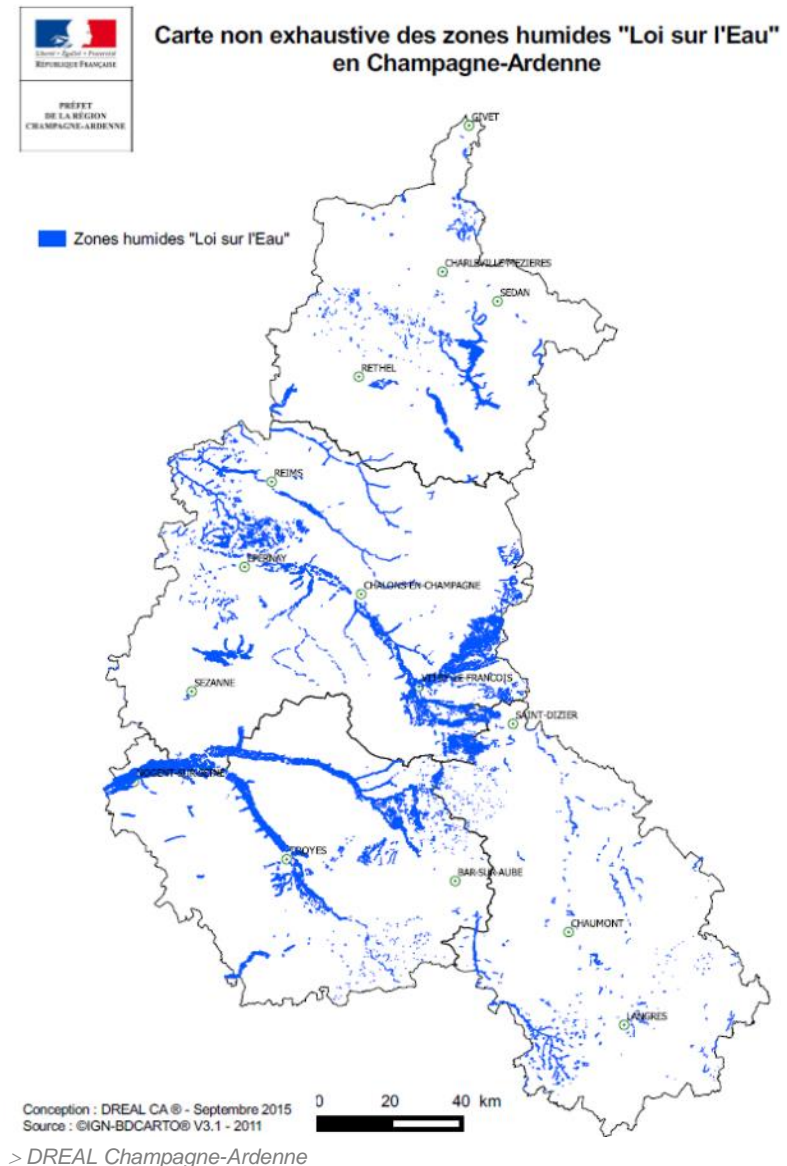 Carte non exhaustive des zones humides "Loi sur l'Eau"
en Champagne-Ardenne
Liberté • Égalité • Fraternité
RÉPUBLIQUE FRANÇAISE
PRÉFET
DE LA RÉGION
CHAMPAGNE-ARDENNE
GIVET
Zones humides "Loi sur l'Eau"
CHARLEVILLE-MEZIERES
SEDAN
RETHEL
REIMS
EPERNAY
CHALONS-EN-CHAMPAGNE
SEZANNE
VITRY-LE-FRANCOIS
SAINT-DIZIER
NOGENT-SUR-SEINE
TROYES
BAR-SUR-AUBE
CHAUMONT
LANGRES
0 20 40 km
Conception : DREAL CA ® - Septembre 2015
Source : ©IGN-BDCARTO® V3.1 - 2011
> DREAL Champagne-Ardenne